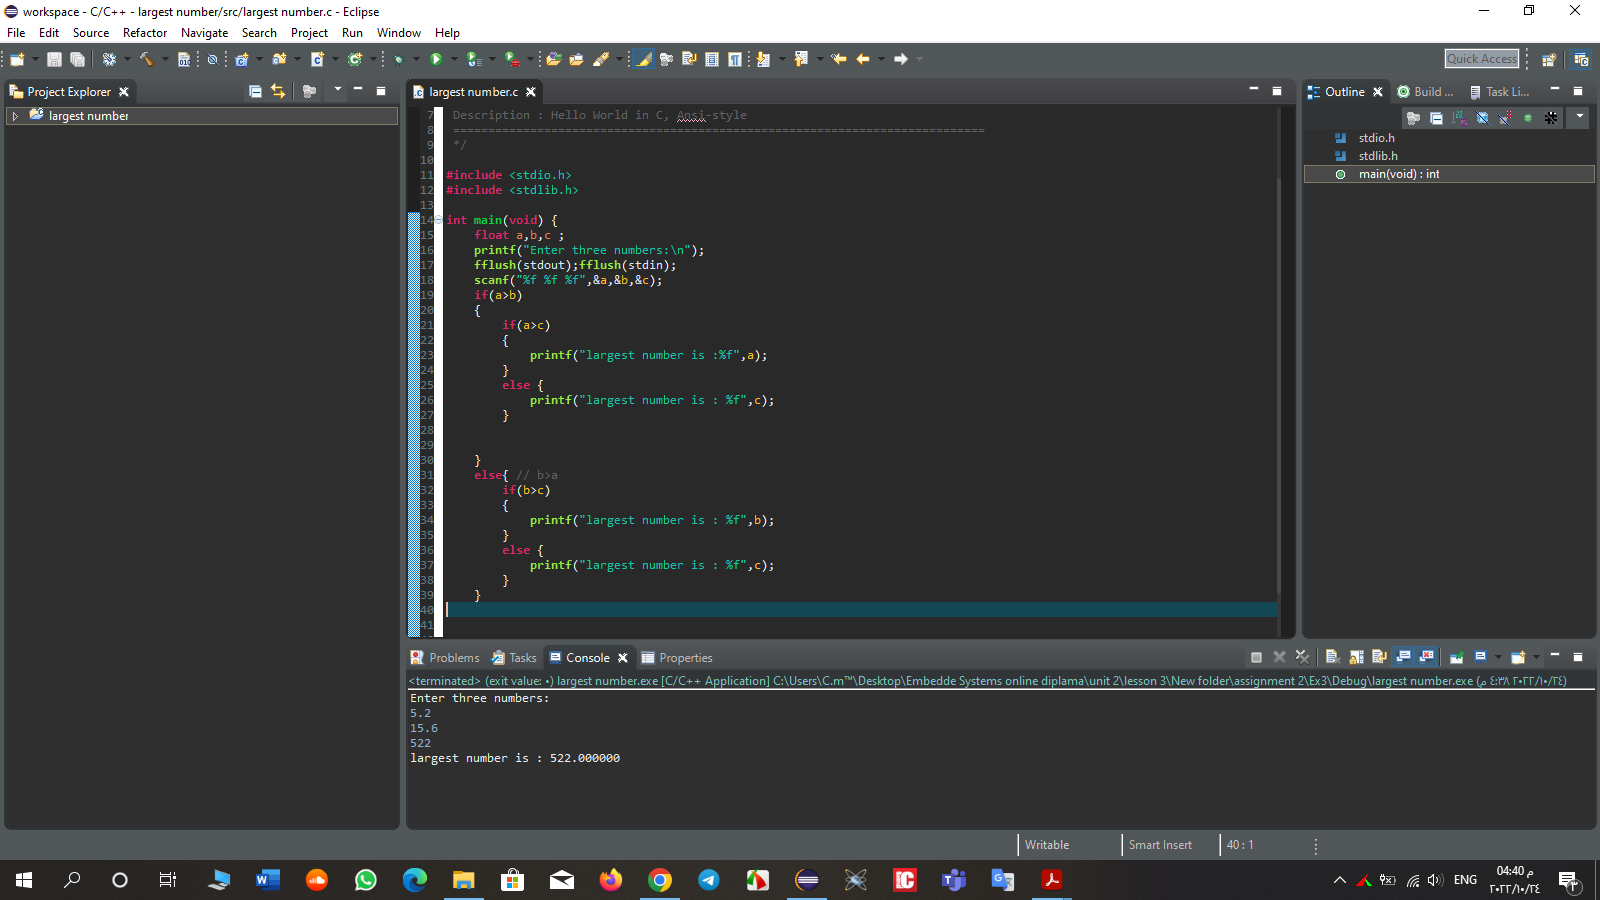 workspace - C/C++ - largest number/src/largest number.c - Eclipse
File Edit Source Refactor Navigate Search Project Run Window Help
Quick Access
Project Explorer
largest number.c
Outline
Build ...
Task Li...
largest number
stdio.h
stdlib.h
main(void) : int
7 Description : Hello World in C, Ansi-style
8 ============================================================================
9 */
10
11 #include <stdio.h>
12 #include <stdlib.h>
13
14 int main(void) {
15 float a,b,c ;
16 printf("Enter three numbers:\n");
17 fflush(stdout);fflush(stdin);
18 scanf("%f %f %f",&a,&b,&c);
19 if(a>b)
20 {
21 if(a>c)
22 {
23 printf("largest number is :%f",a);
24 }
25 else {
26 printf("largest number is : %f",c);
27 }
28
29
30 }
31 else{ // b>a
32 if(b>c)
33 {
34 printf("largest number is : %f",b);
35 }
36 else {
37 printf("largest number is : %f",c);
38 }
39 }
40
41
Problems Tasks Console Properties
<terminated> (exit value: ٠) largest number.exe [C/C++ Application] C:\Users\C.m™\Desktop\Embedde Systems online diplama\unit 2\lesson 3\New folder\assignment 2\Ex3\Debug\largest number.exe (٢٠٢٢/١٠/٢٤ ٤:٣٨ م)
Enter three numbers:
5.2
15.6
522
largest number is : 522.000000
Writable
Smart Insert
40 : 1
ENG
04:40 م
٢٠٢٢/١٠/٢٤
٣